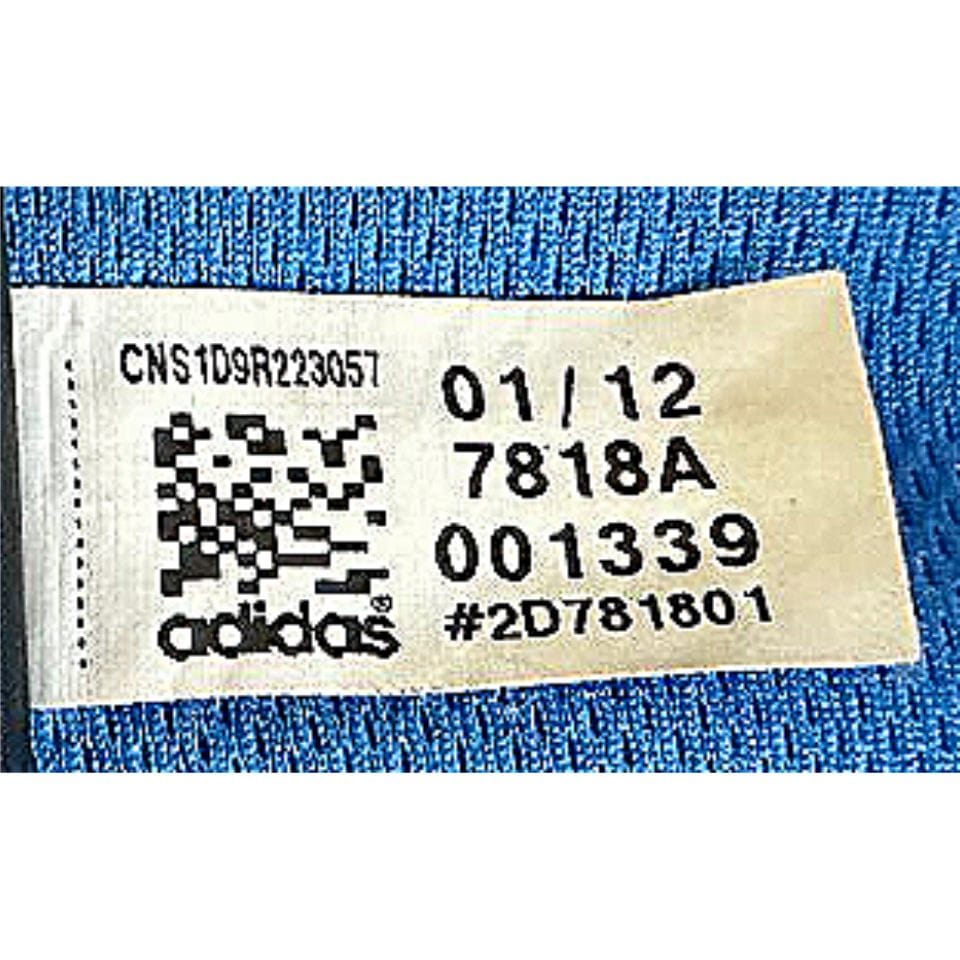 CNS1D9R223057
adidas®
01/12
7818A
001339
#2D781801